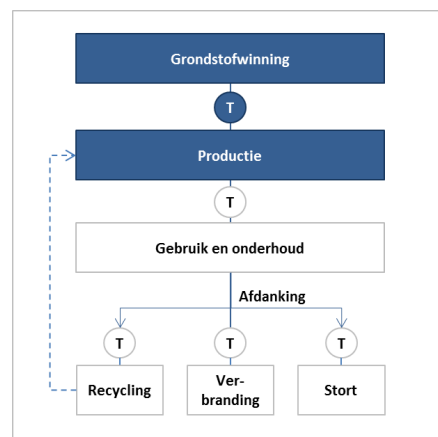 Grondstofwinning
T
Productie
T
Gebruik en onderhoud
Afdanking
T
T
T
Recycling
Ver-
branding
Stort